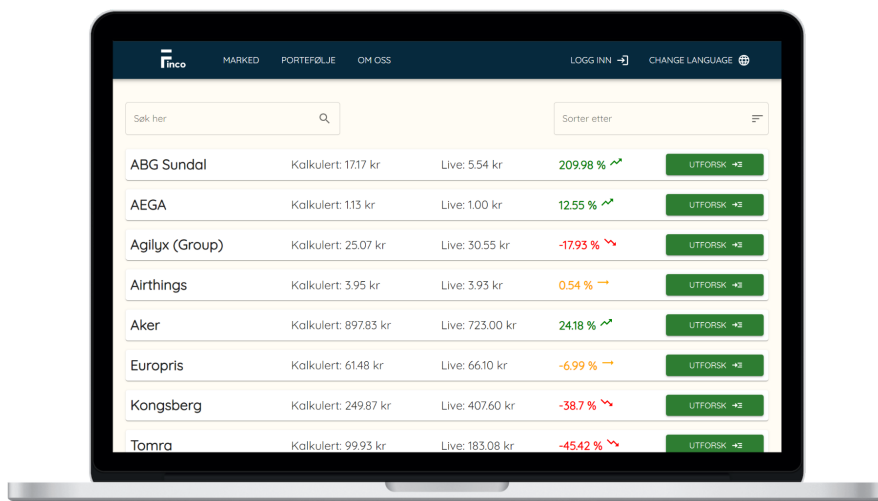 Finco MARKED PORTEFØLJE OM OSS LOGG INN CHANGE LANGUAGE
Søk her Sorter etter
ABG Sundal Kalkulert: 17.17 kr Live: 5.54 kr 209.98 % UTFORSK
AEGA Kalkulert: 1.13 kr Live: 1.00 kr 12.55 % UTFORSK
Agilyx (Group) Kalkulert: 25.07 kr Live: 30.55 kr -17.93 % UTFORSK
Airthings Kalkulert: 3.95 kr Live: 3.93 kr 0.54 % UTFORSK
Aker Kalkulert: 897.83 kr Live: 723.00 kr 24.18 % UTFORSK
Europris Kalkulert: 61.48 kr Live: 66.10 kr -6.99 % UTFORSK
Kongsberg Kalkulert: 249.87 kr Live: 407.60 kr -38.7 % UTFORSK
Tomra Kalkulert: 99.93 kr Live: 183.08 kr -45.42 % UTFORSK